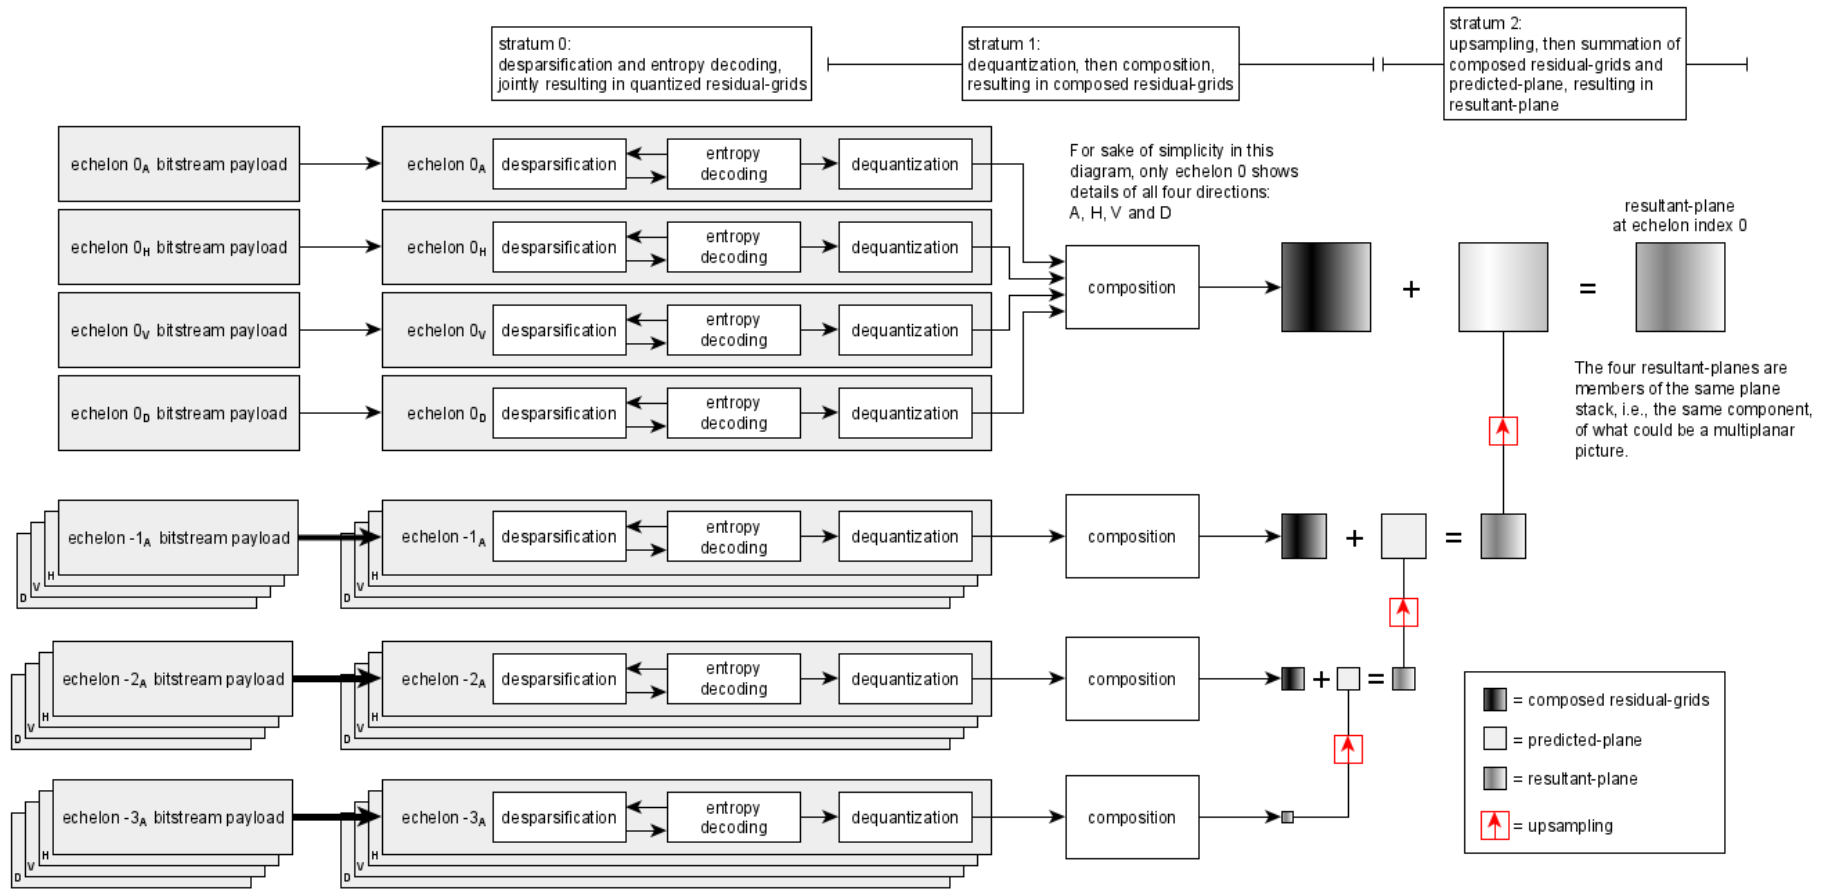 stratum 0:
desparsification and entropy decoding,
jointly resulting in quantized residual-grids
stratum 1:
dequantization, then composition,
resulting in composed residual-grids
stratum 2:
upsampling, then summation of
composed residual-grids and
predicted-plane, resulting in
resultant-plane
echelon 0A bitstream payload
echelon 0A
desparsification
entropy
decoding
dequantization
For sake of simplicity in this
diagram, only echelon 0 shows
details of all four directions:
A, H, V and D
echelon 0H bitstream payload
echelon 0H
desparsification
entropy
decoding
dequantization
echelon 0V bitstream payload
echelon 0V
desparsification
entropy
decoding
dequantization
echelon 0D bitstream payload
echelon 0D
desparsification
entropy
decoding
dequantization
composition
+
=
resultant-plane
at echelon index 0
The four resultant-planes are
members of the same plane
stack, i.e., the same component,
of what could be a multiplanar
picture.
echelon -1A bitstream payload
H
V
D
echelon -1A
desparsification
entropy
decoding
dequantization
H
V
D
composition
+
=
echelon -2A bitstream payload
H
V
D
echelon -2A
desparsification
entropy
decoding
dequantization
H
V
D
composition
+
=
echelon -3A bitstream payload
H
V
D
echelon -3A
desparsification
entropy
decoding
dequantization
H
V
D
composition
= composed residual-grids
= predicted-plane
= resultant-plane
= upsampling